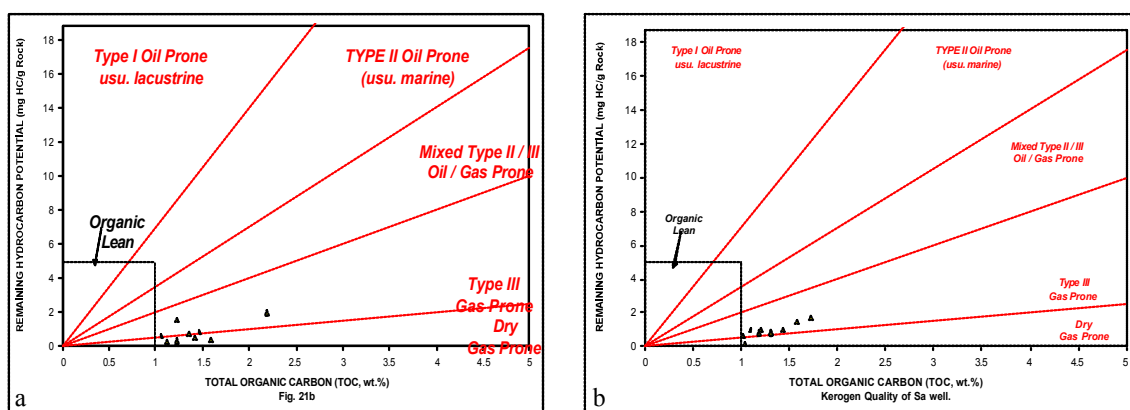 REMAINING HYDROCARBON POTENTIAL (mg HC/g Rock)
18
16
14
12
10
8
6
4
2
0
Type I Oil Prone
usu. lacustrine
TYPE II Oil Prone
(usu. marine)
Mixed Type II / III
Oil / Gas Prone
Organic
Lean
Type III
Gas Prone
Dry
Gas Prone
0 0.5 1 1.5 2 2.5 3 3.5 4 4.5 5
TOTAL ORGANIC CARBON (TOC, wt.%)
Fig. 21b
a
REMAINING HYDROCARBON POTENTIAL (mg HC/g Rock)
18
16
14
12
10
8
6
4
2
0
Type I Oil Prone
usu. lacustrine
TYPE II Oil Prone
(usu. marine)
Mixed Type II / III
Oil / Gas Prone
Organic
Lean
Type III
Gas Prone
Dry
Gas Prone
0 0.5 1 1.5 2 2.5 3 3.5 4 4.5 5
TOTAL ORGANIC CARBON (TOC, wt.%)
Kerogen Quality of Sa well.
b